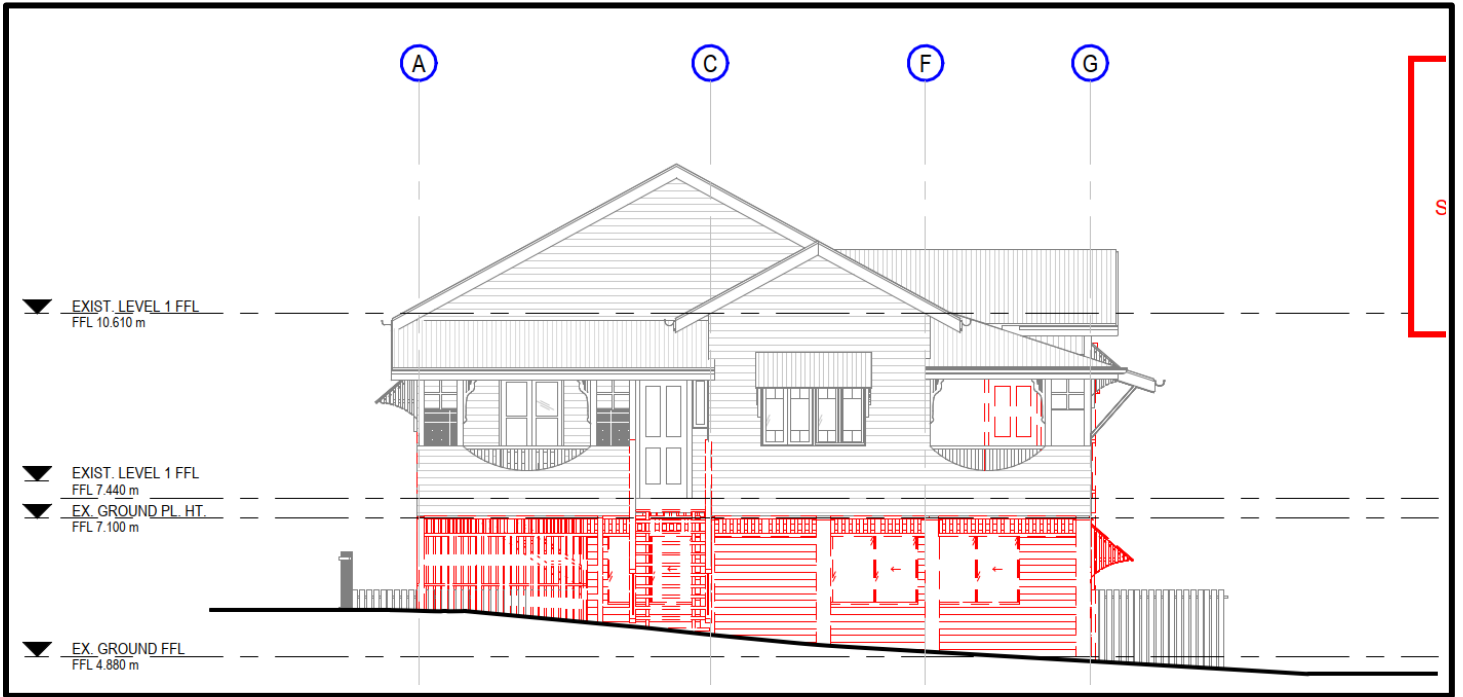 A C F G
S
EXIST. LEVEL 1 FFL
FFL 10.610 m
EXIST. LEVEL 1 FFL
FFL 7.440 m
EX. GROUND PL. HT.
FFL 7.100 m
EX. GROUND FFL
FFL 4.880 m